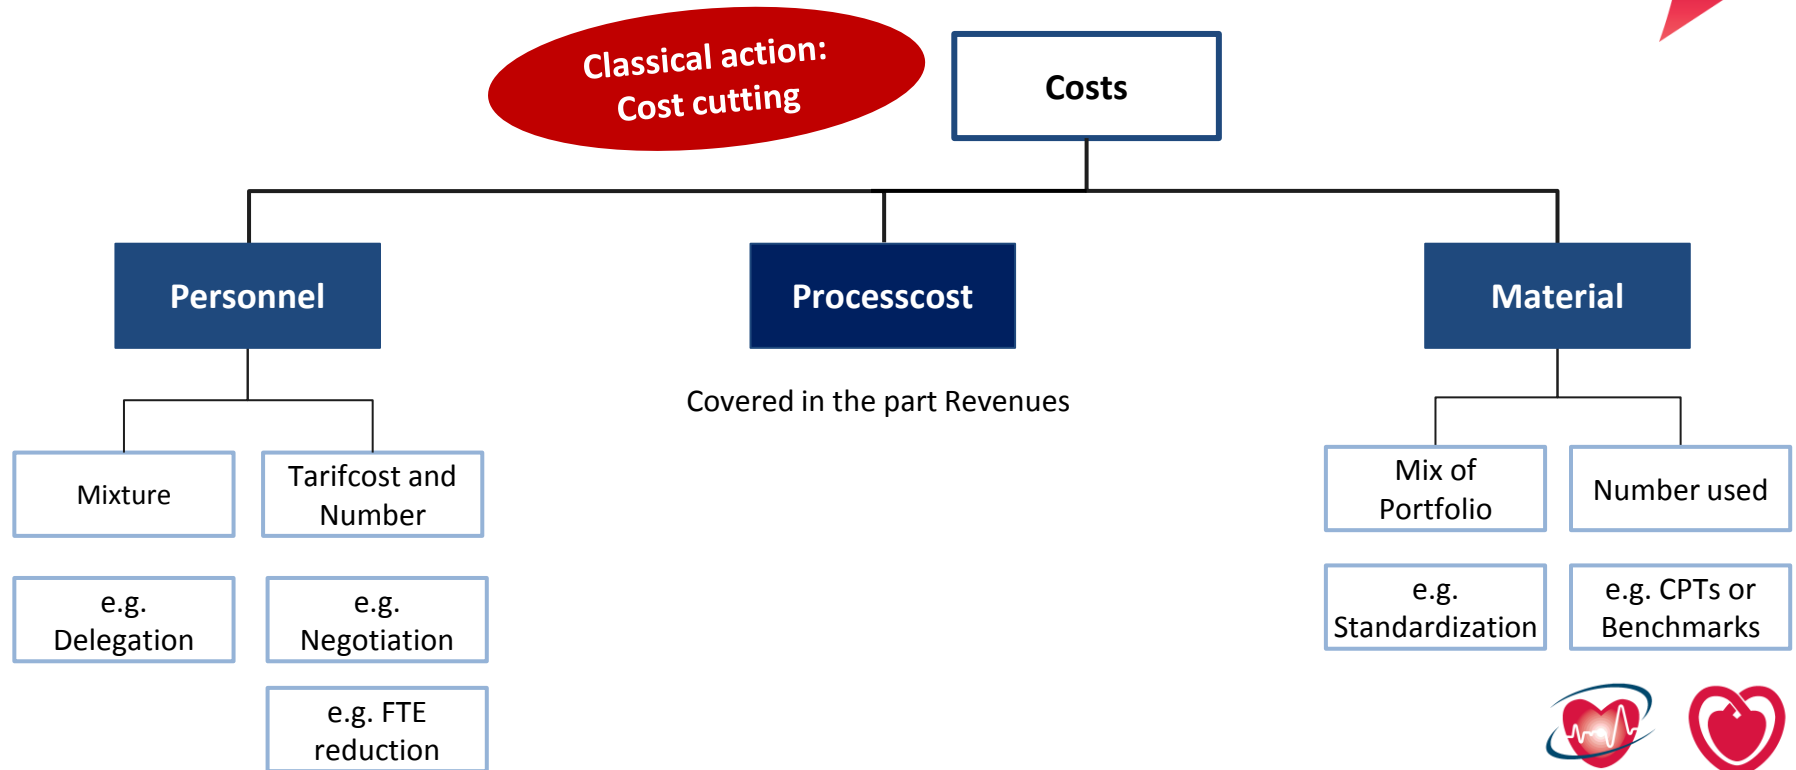 Classical action:
Cost cutting
Costs
Personnel
Processcost
Material
Covered in the part Revenues
Mixture
Tarifcost and
Number
Mix of
Portfolio
Number used
e.g.
Delegation
e.g.
Negotiation
e.g.
Standardization
e.g. CPTs or
Benchmarks
e.g. FTE
reduction